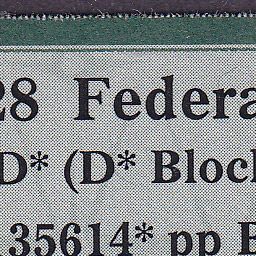 28 Federa
D* (D* Block
35614* pp B